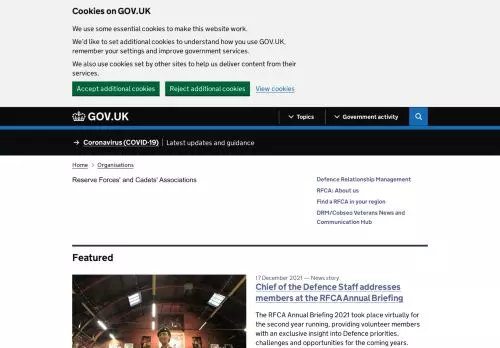 Cookies on GOV.UK
We use some essential cookies to make this website work.
We'd like to set additional cookies to understand how you use GOV.UK,
remember your settings and improve government services.
We also use cookies set by other sites to help us deliver content from their
services.
Accept additional cookies
Reject additional cookies
View cookies
GOV.UK
Topics
Government activity
→ Coronavirus (COVID-19) Latest updates and guidance
Home > Organisations
Reserve Forces' and Cadets' Associations
Defence Relationship Management
RFCA: About us
Find a RFCA in your region
DRM/Cobseo Veterans News and
Communication Hub
Featured
17 December 2021 — News story
Chief of the Defence Staff addresses
members at the RFCA Annual Briefing
The RFCA Annual Briefing 2021 took place virtually for
the second year running, providing volunteer members
with an exclusive insight into Defence priorities,
challenges and opportunities for the coming years.